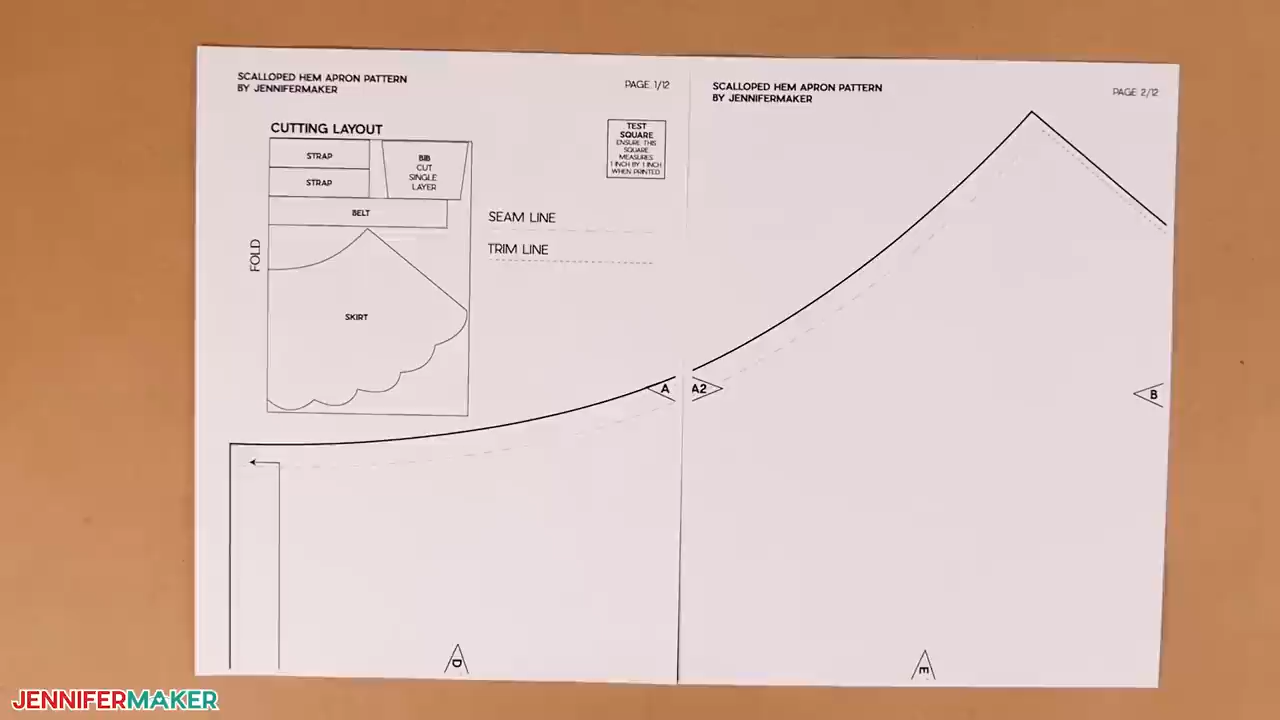 SCALLOPED HEM APRON PATTERN
BY JENNIFERMAKER
PAGE 1/12
CUTTING LAYOUT
STRAP
STRAP
BIB
CUT
SINGLE
LAYER
BELT
FOLD
SKIRT
TEST
SQUARE
ENSURE THIS
SQUARE
MEASURES
1 INCH BY 1 INCH
WHEN PRINTED
SEAM LINE
TRIM LINE
A
D
SCALLOPED HEM APRON PATTERN
BY JENNIFERMAKER
PAGE 2/12
A2
B
E
JENNIFERMAKER